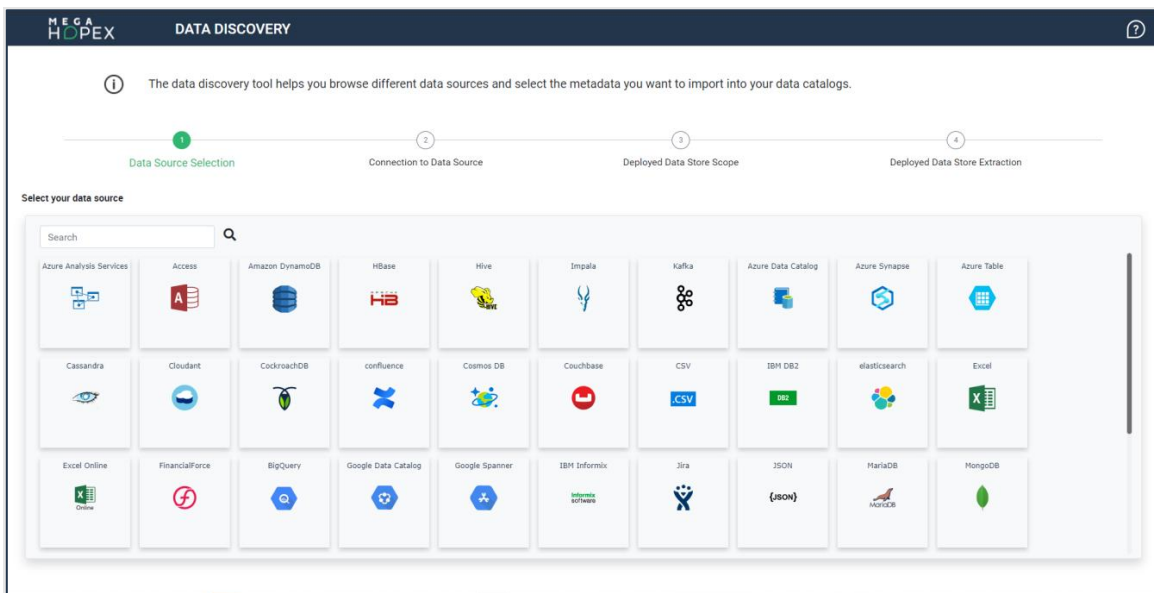 MEGA
HOPEX
DATA DISCOVERY
?
i
The data discovery tool helps you browse different data sources and select the metadata you want to import into your data catalogs.
1
2
3
4
Data Source Selection
Connection to Data Source
Deployed Data Store Scope
Deployed Data Store Extraction
Select your data source
Search
Azure Analysis Services
Access
Amazon DynamoDB
HBase
Hive
Impala
Kafka
Azure Data Catalog
Azure Synapse
Azure Table
A
HB
HIVE
Cassandra
Cloudant
CockroachDB
confluence
Cosmos DB
Couchbase
CSV
IBM DB2
elasticsearch
Excel
.CSV
DB2
X
Excel Online
FinancialForce
BigQuery
Google Data Catalog
Google Spanner
IBM Informix
Jira
JSON
MariaDB
MongoDB
X
Online
Informix
software
{JSON}
MariaDB